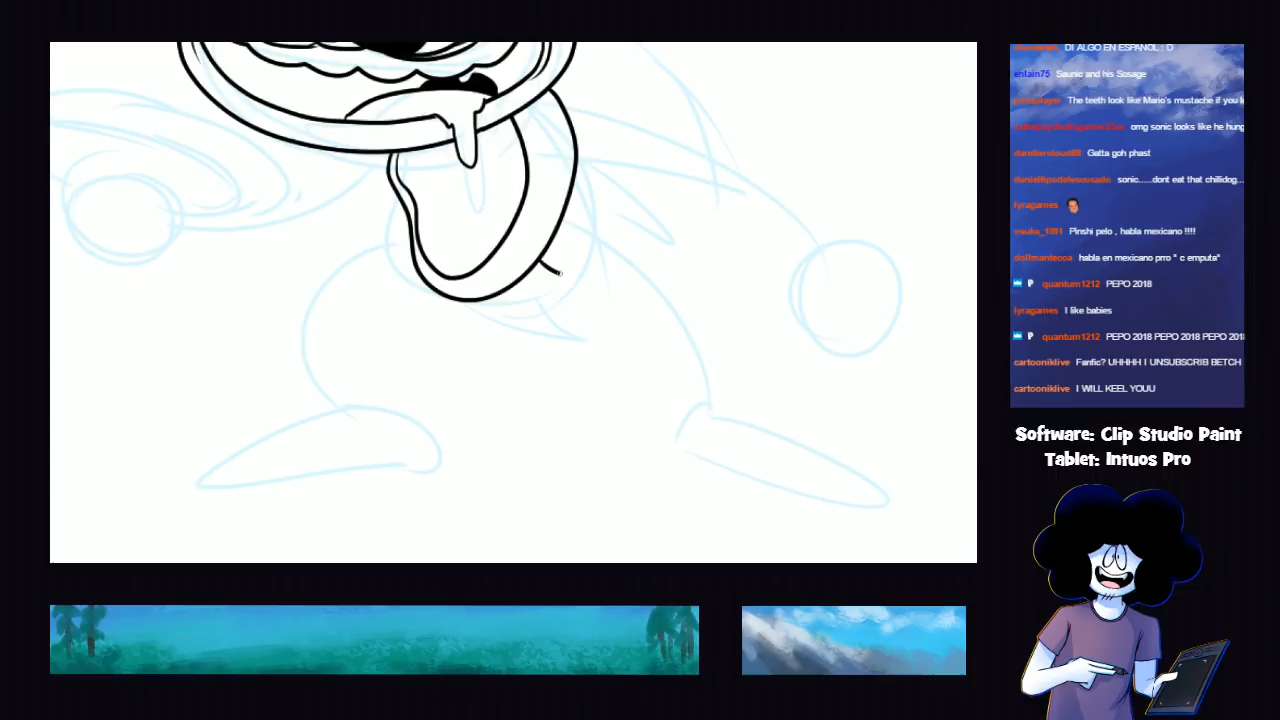 DI ALGO EN ESPAÑOL : D
enlain75 Saunic and his Sosage
The teeth look like Mario's mustache if you
omg sonic looks like he hung
Gatta goh phast
sonic.....dont eat that chillidog...
lyragames
Pinshi pelo , habla mexicano !!!!
dollmantecoa habla en mexicano prro * c emputa*
P quantum1212 PEPO 2018
lyragames I like babies
P quantum1212 PEPO 2018 PEPO 2018 PEPO 201
cartooniklive Fanfic? UHHHH I UNSUBSCRIB BETCH
cartooniklive I WILL KEEL YOUU
Software: Clip Studio Paint
Tablet: Intuos Pro